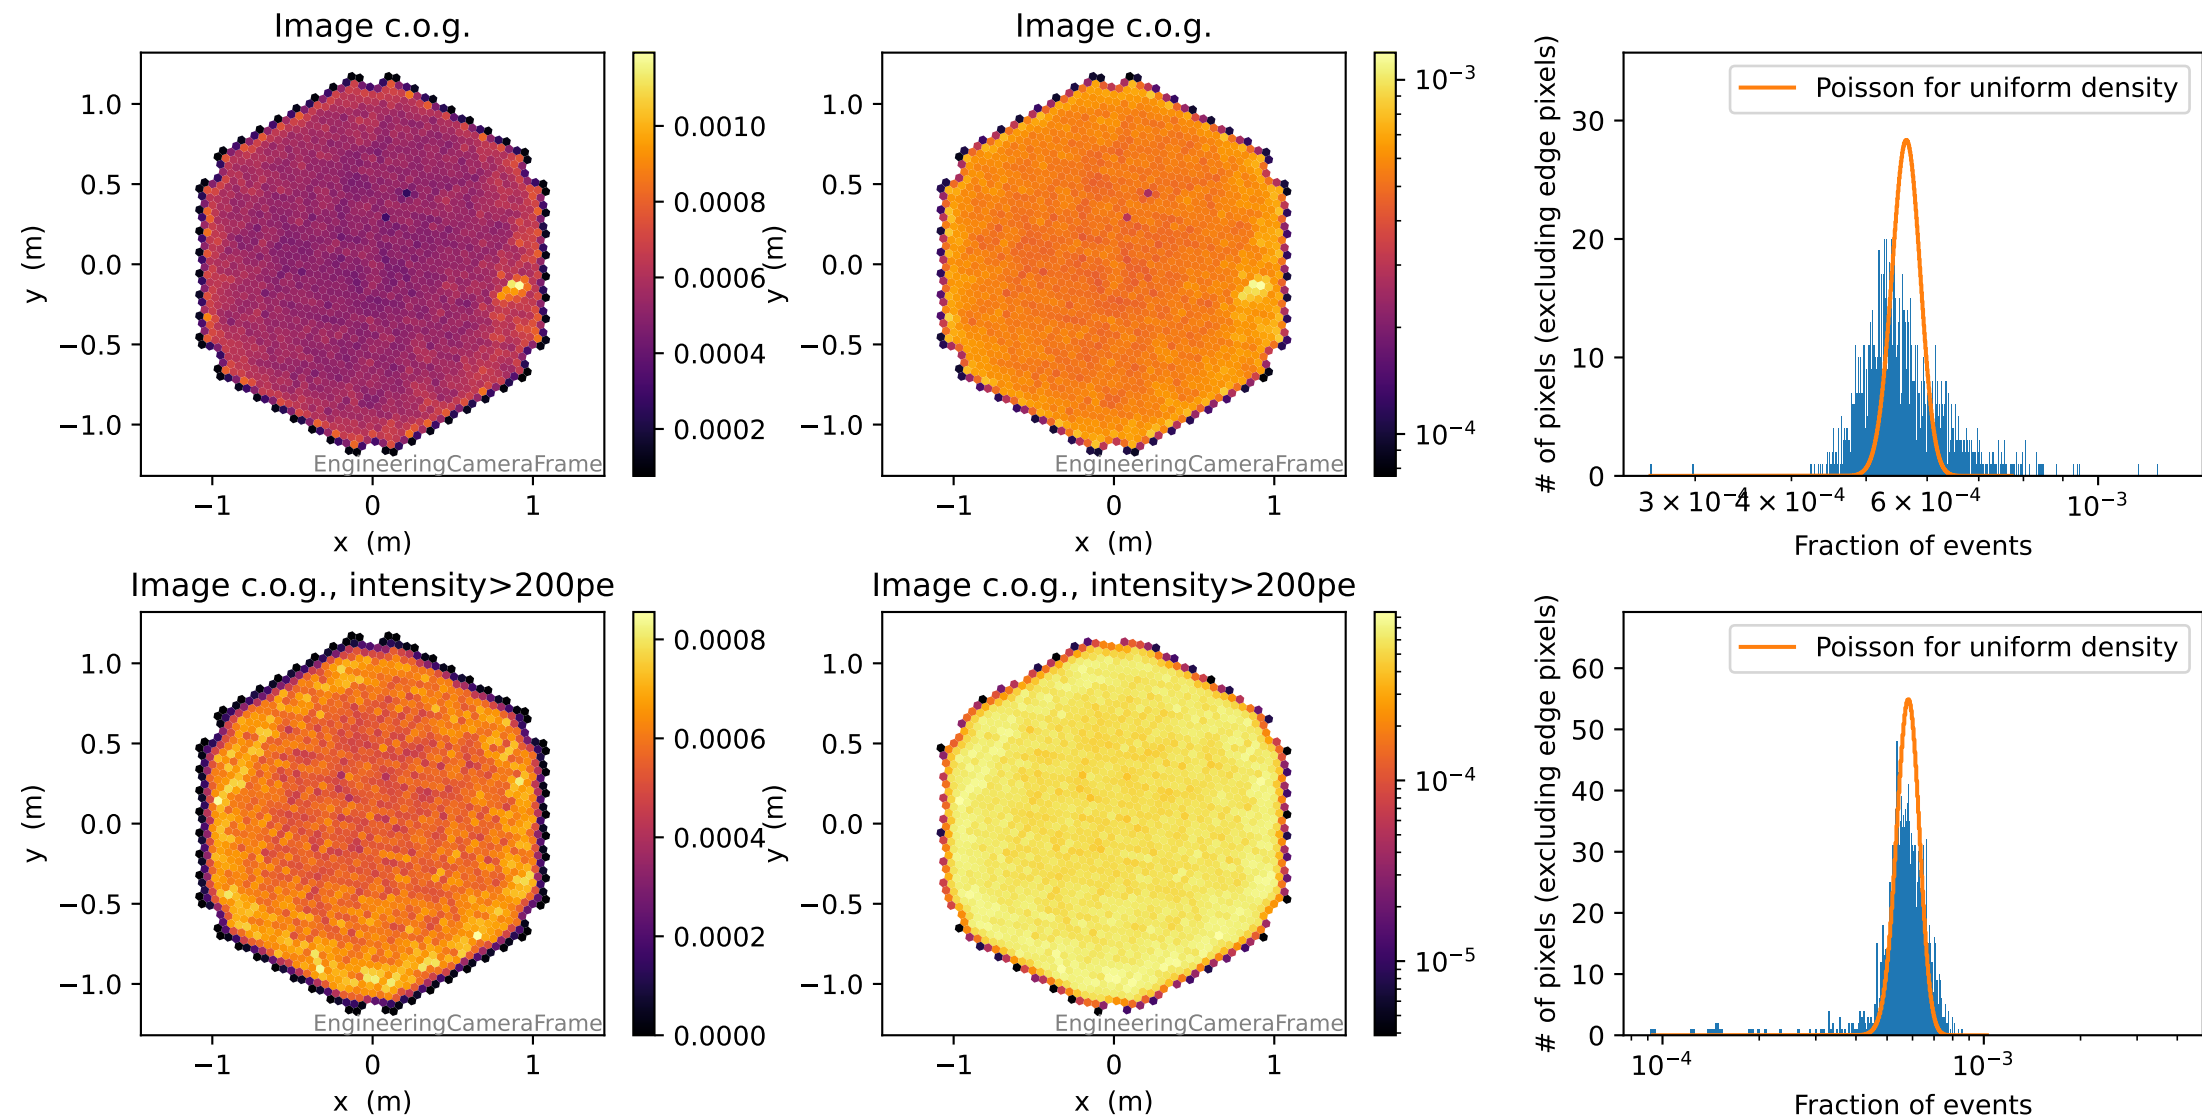 Image c.o.g.
1.0
0.5
0.0
−0.5
−1.0
y (m)
−1 0 1
x (m)
EngineeringCameraFrame
0.0010
0.0008
0.0006
0.0004
0.0002
Image c.o.g.
1.0
0.5
0.0
−0.5
−1.0
y (m)
−1 0 1
x (m)
EngineeringCameraFrame
10⁻³
10⁻⁴
Poisson for uniform density
# of pixels (excluding edge pixels)
30
20
10
0
3 × 10⁻⁴ 4 × 10⁻⁴ 6 × 10⁻⁴ 10⁻³
Fraction of events
Image c.o.g., intensity>200pe
1.0
0.5
0.0
−0.5
−1.0
y (m)
−1 0 1
x (m)
EngineeringCameraFrame
0.0008
0.0006
0.0004
0.0002
0.0000
Image c.o.g., intensity>200pe
1.0
0.5
0.0
−0.5
−1.0
y (m)
−1 0 1
x (m)
EngineeringCameraFrame
10⁻⁴
10⁻⁵
Poisson for uniform density
# of pixels (excluding edge pixels)
60
50
40
30
20
10
0
10⁻⁴ 10⁻³
Fraction of events